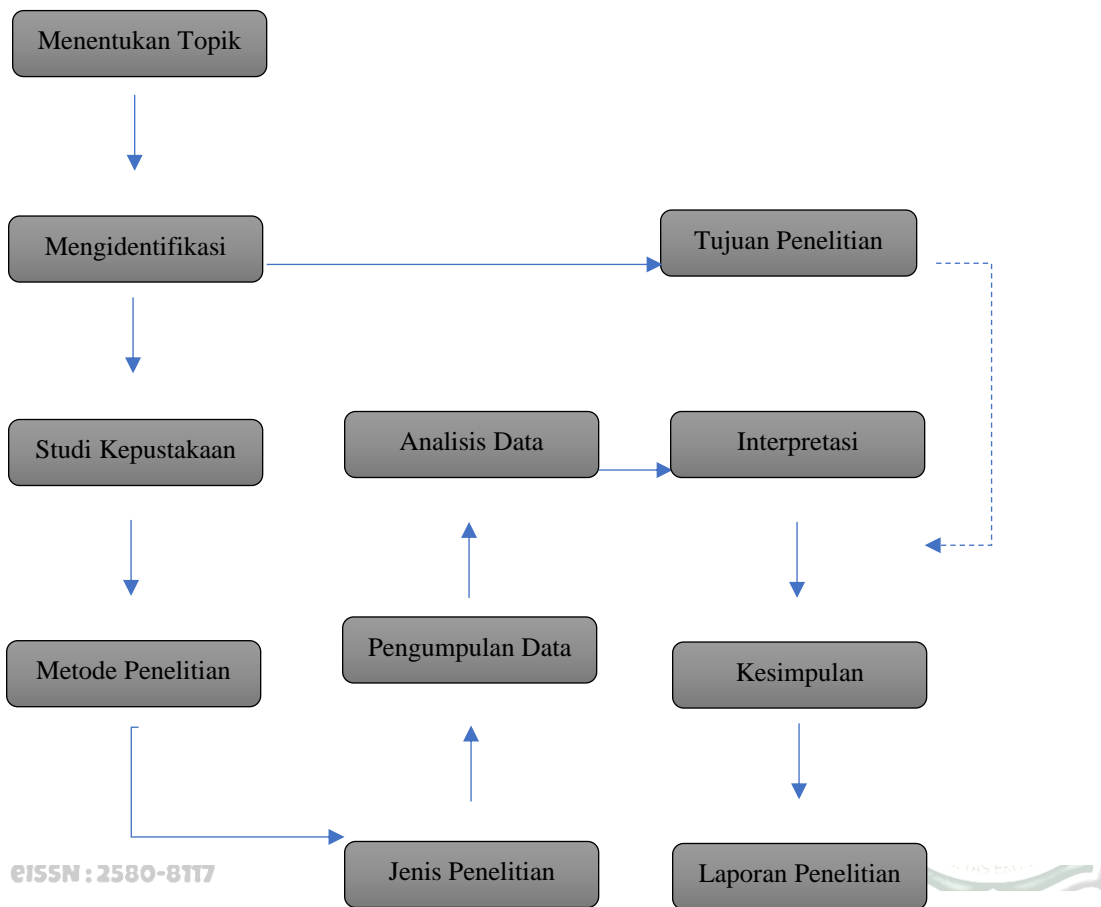 Menentukan Topik
Mengidentifikasi
Tujuan Penelitian
Studi Kepustakaan
Analisis Data
Interpretasi
Metode Penelitian
Pengumpulan Data
Kesimpulan
Jenis Penelitian
Laporan Penelitian
eISSN : 2580-8117